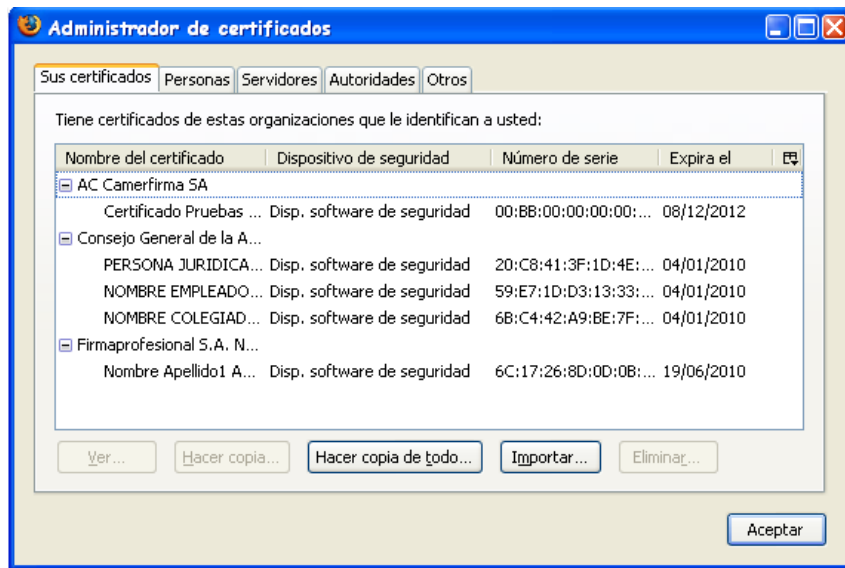 Administrador de certificados
Sus certificados Personas Servidores Autoridades Otros
Tiene certificados de estas organizaciones que le identifican a usted:
Nombre del certificado Dispositivo de seguridad Número de serie Expira el
AC Camerfirma SA
Certificado Pruebas ... Disp. software de seguridad 00:BB:00:00:00:00:... 08/12/2012
Consejo General de la A...
PERSONA JURIDICA... Disp. software de seguridad 20:C8:41:3F:1D:4E:... 04/01/2010
NOMBRE EMPLEADO... Disp. software de seguridad 59:E7:1D:D3:13:33:... 04/01/2010
NOMBRE COLEGIAD... Disp. software de seguridad 6B:C4:42:A9:BE:7F:... 04/01/2010
Firmaprofesional S.A. N...
Nombre Apellido1 A... Disp. software de seguridad 6C:17:26:8D:0D:0B:... 19/06/2010
Ver... Hacer copia... Hacer copia de todo... Importar... Eliminar...
Aceptar